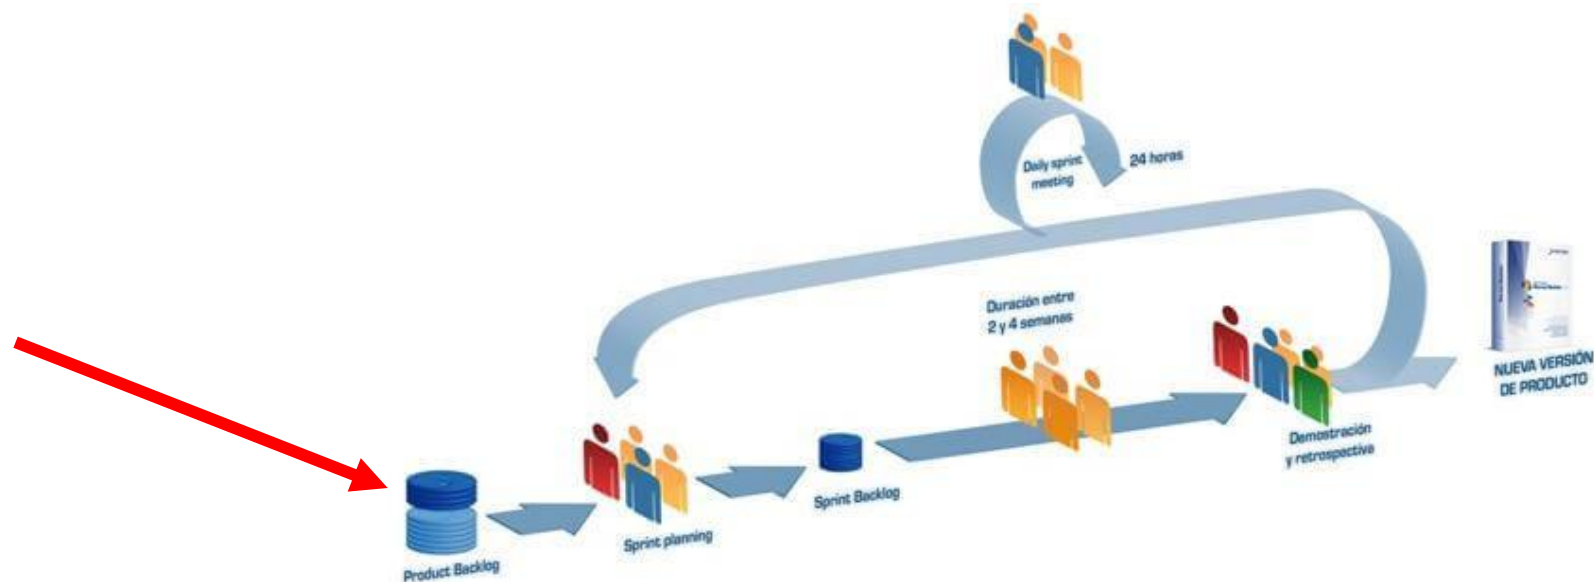 Daily sprint
meeting
24 horas
Duración entre
2 y 4 semanas
NUEVA VERSIÓN
DE PRODUCTO
Demostración
y retrospectiva
Sprint Backlog
Sprint planning
Product Backlog